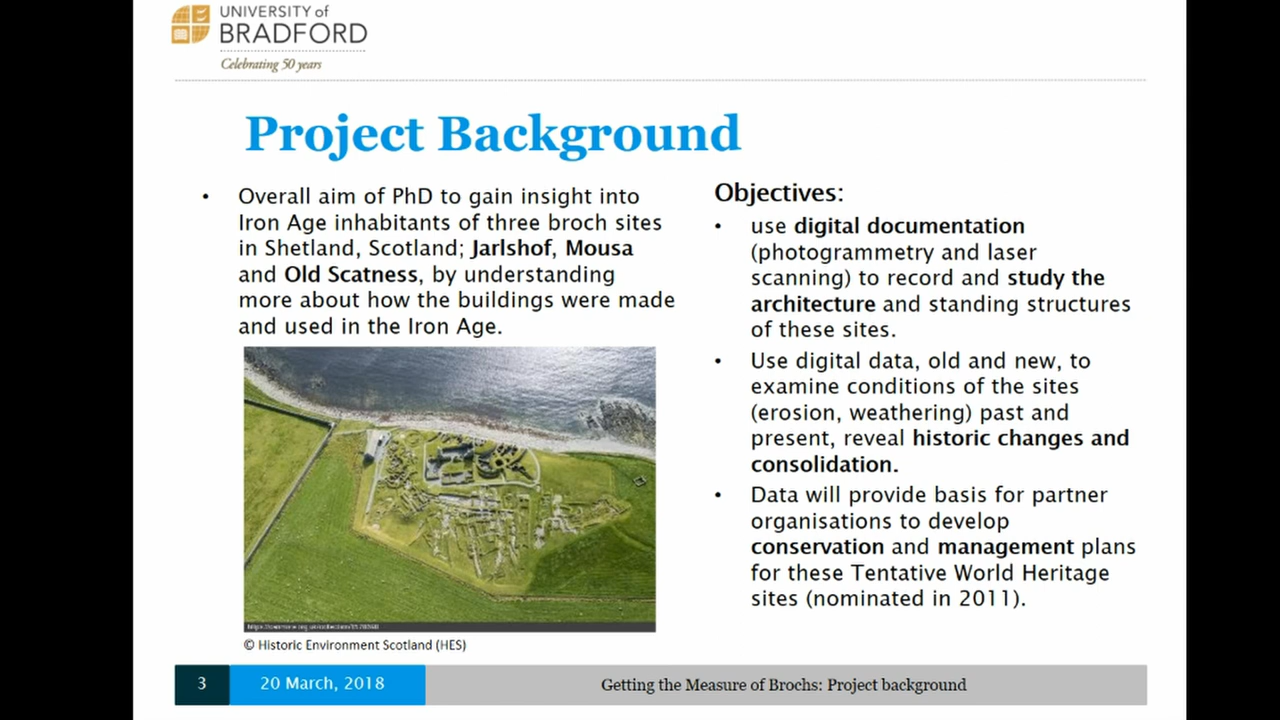 UNIVERSITY of
BRADFORD
Celebrating 50 years
Project Background
• Overall aim of PhD to gain insight into
Iron Age inhabitants of three broch sites
in Shetland, Scotland; Jarlshof, Mousa
and Old Scatness, by understanding
more about how the buildings were made
and used in the Iron Age.
© Historic Environment Scotland (HES)
Objectives:
• use digital documentation
(photogrammetry and laser
scanning) to record and study the
architecture and standing structures
of these sites.
• Use digital data, old and new, to
examine conditions of the sites
(erosion, weathering) past and
present, reveal historic changes and
consolidation.
• Data will provide basis for partner
organisations to develop
conservation and management plans
for these Tentative World Heritage
sites (nominated in 2011).
3
20 March, 2018
Getting the Measure of Brochs: Project background